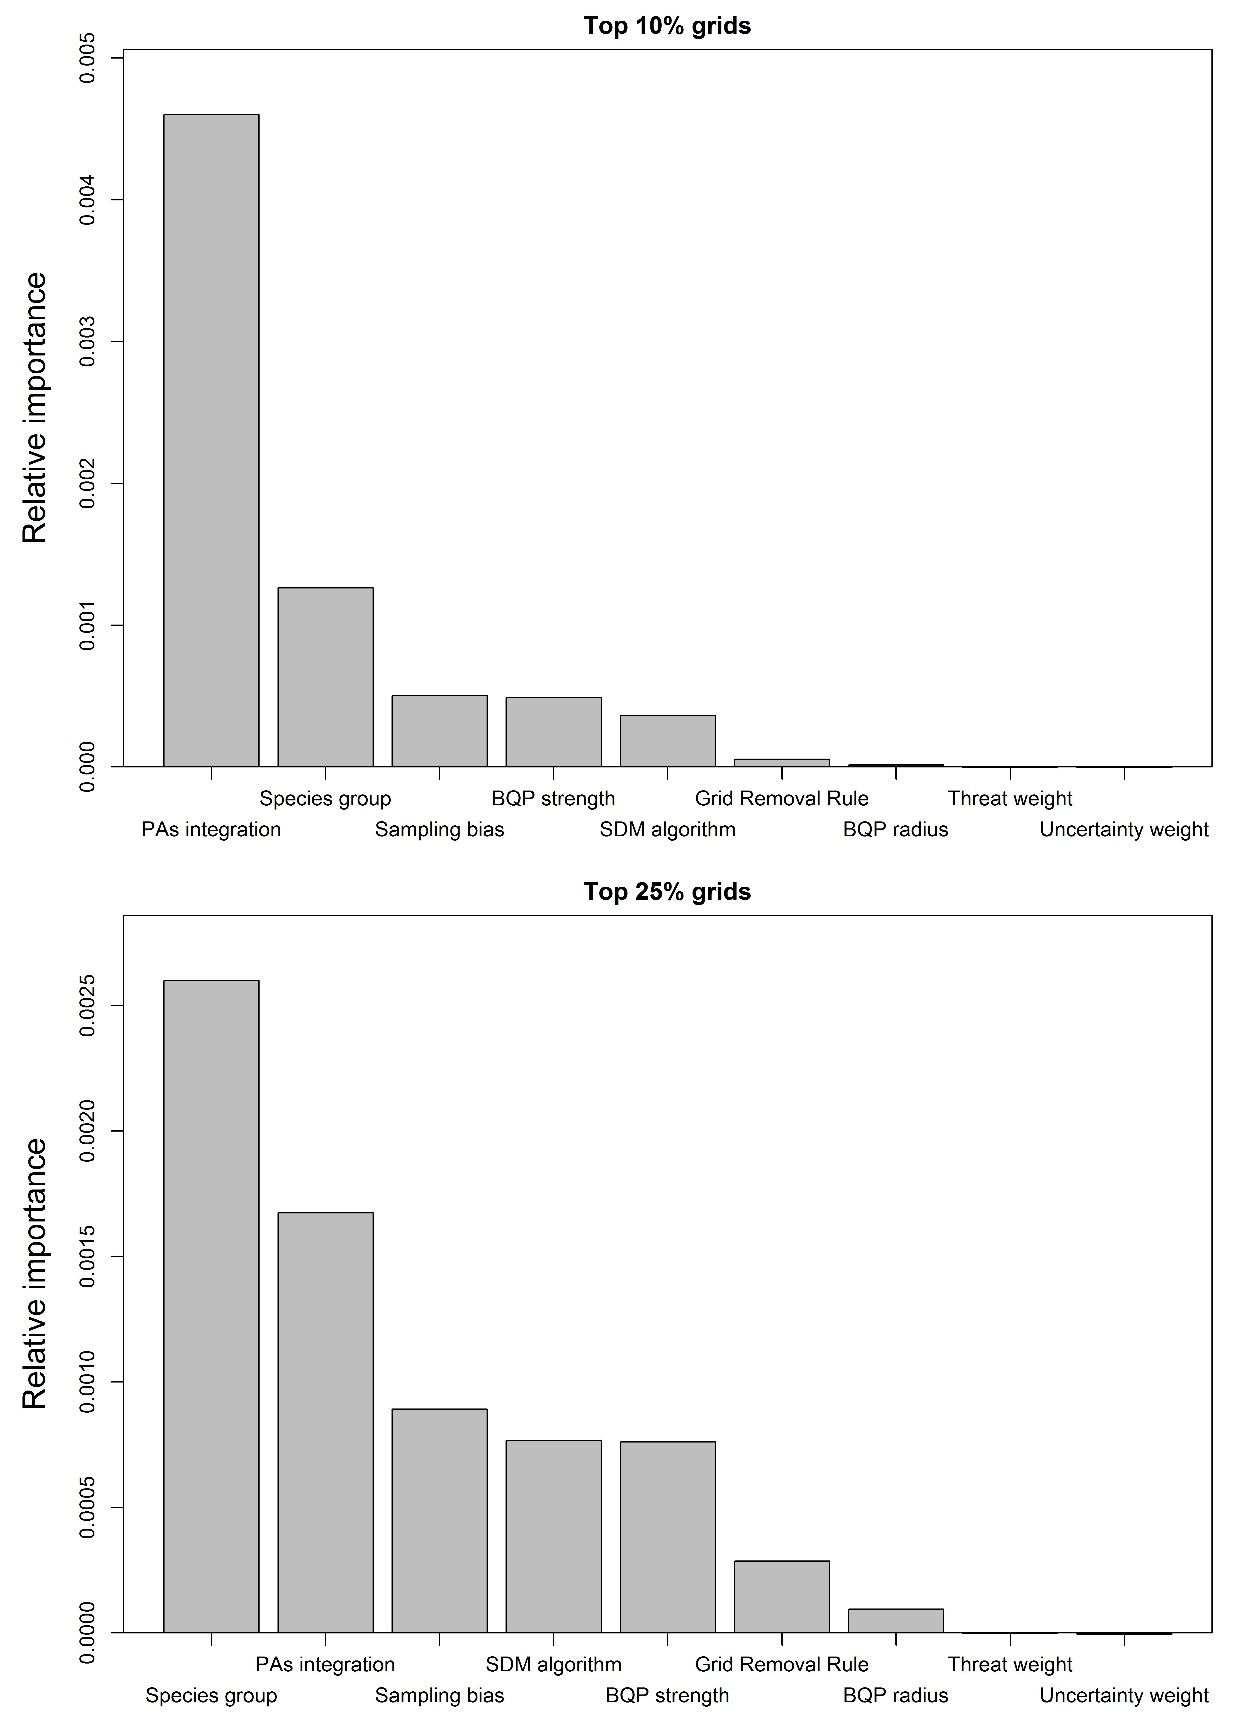 Top 10% grids
Relative importance
0.005
0.004
0.003
0.002
0.001
0.000
Species group BQP strength Grid Removal Rule Threat weight
PAs integration Sampling bias SDM algorithm BQP radius Uncertainty weight
Top 25% grids
Relative importance
0.0025
0.0020
0.0015
0.0010
0.0005
0.0000
PAs integration SDM algorithm Grid Removal Rule Threat weight
Species group Sampling bias BQP strength BQP radius Uncertainty weight